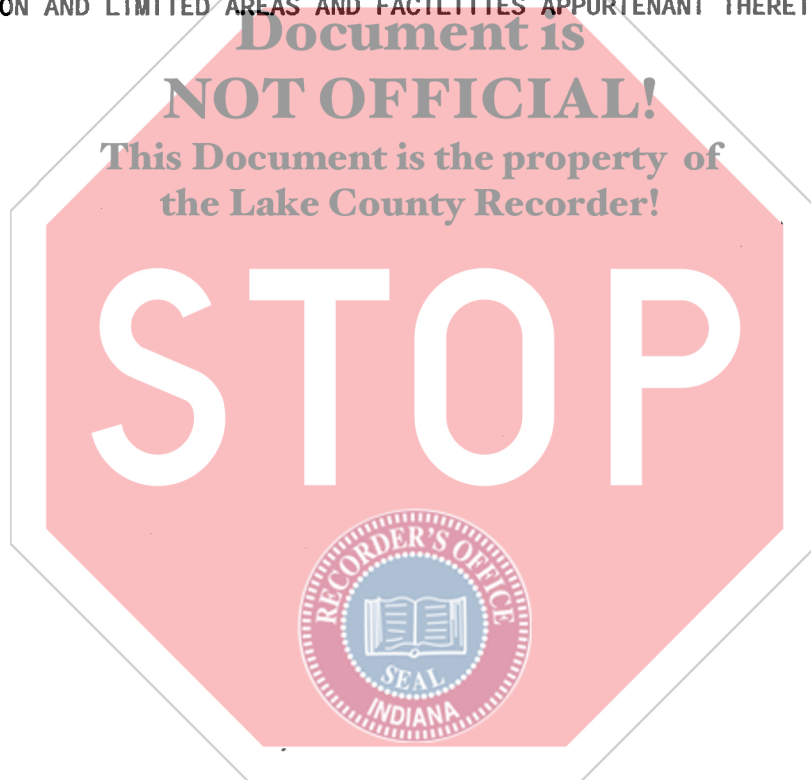 ON AND LIMITED AREAS AND FACILITIES APPURTENANT THERET
Document is
NOT OFFICIAL!
This Document is the property of
the Lake County Recorder!
STOP
RECORDER'S OFFICE
SEAL
INDIANA